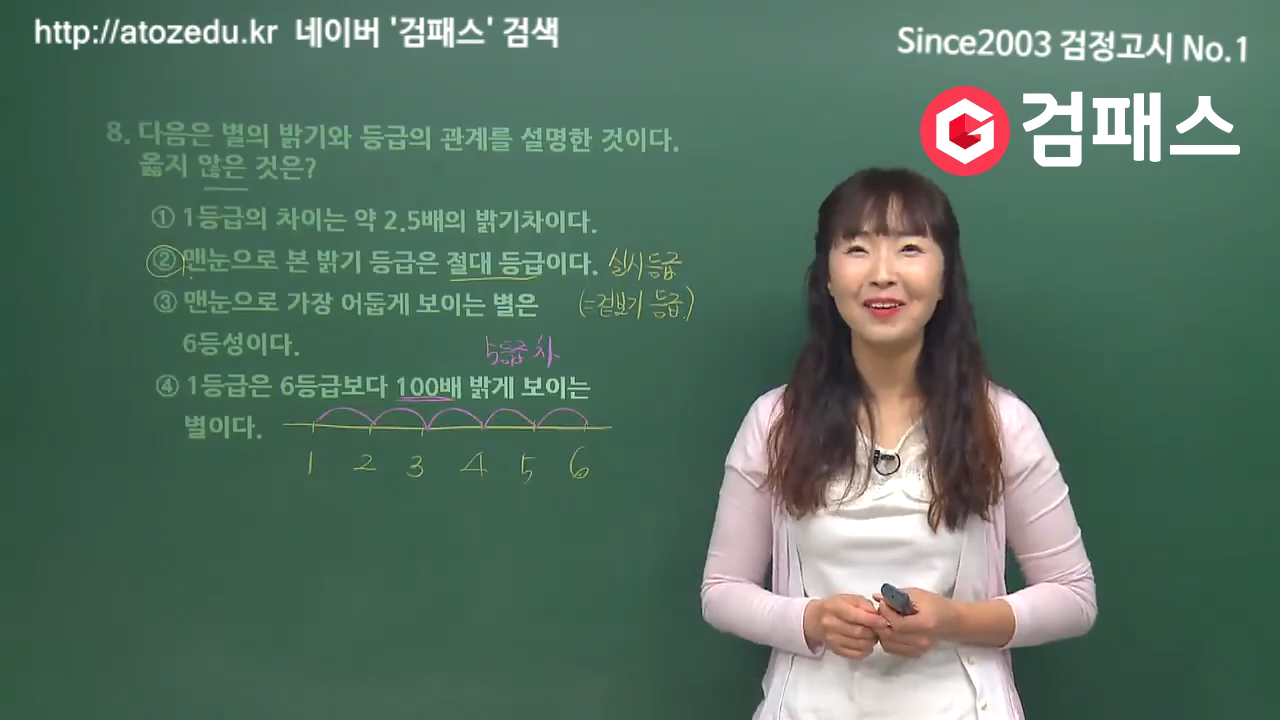 http://atozedu.kr 네이버 '검패스' 검색
Since2003 검정고시 No.1
검패스
8. 다음은 별의 밝기와 등급의 관계를 설명한 것이다.
옳지 않은 것은?
① 1등급의 차이는 약 2.5배의 밝기차이다.
② 맨눈으로 본 밝기 등급은 절대 등급이다. 실시등급
③ 맨눈으로 가장 어둡게 보이는 별은 (=겉보기 등급)
6등성이다.
5등급 차
④ 1등급은 6등급보다 100배 밝게 보이는
별이다.
1 2 3 4 5 6